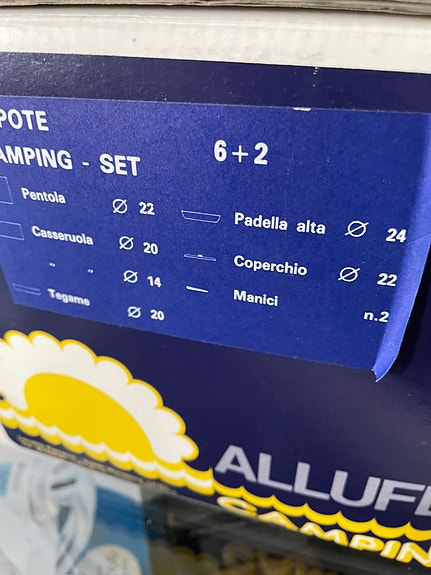 POTE
AMPING - SET 6+2
Pentola Ø 22
Casseruola Ø 20
" " Ø 14
Tegame Ø 20
Padella alta Ø 24
Coperchio Ø 22
Manici n.2
ALLUFL
CAMPIN